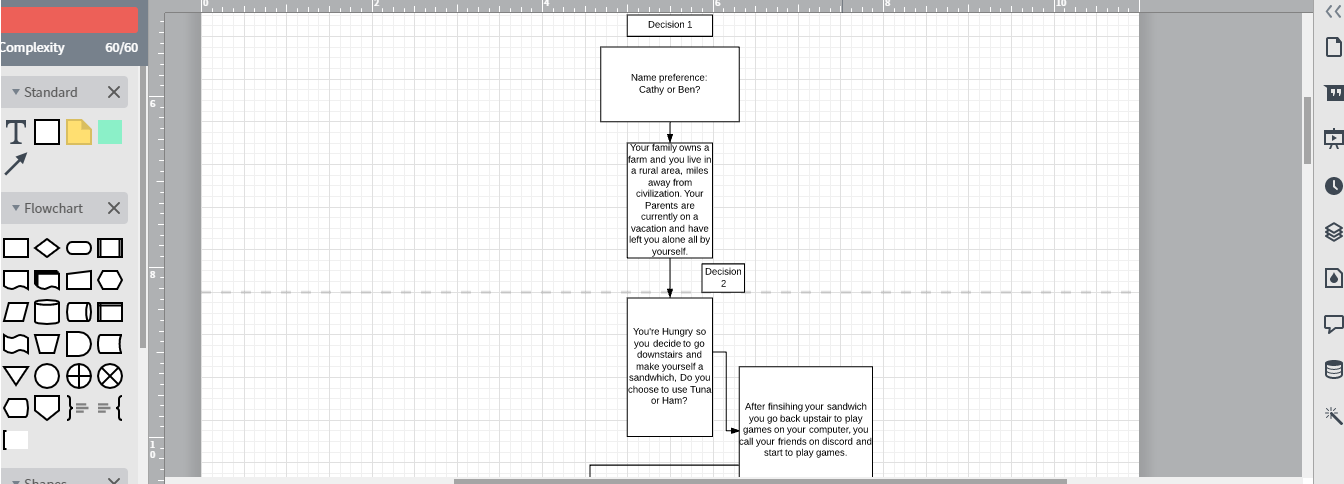 0
2
4
6
8
10
Complexity 60/60
Standard
T
Flowchart
Shapes
6
8
1
0
Decision 1
Name preference:
Cathy or Ben?
Your family owns a
farm and you live in
a rural area, miles
away from
civilization. Your
Parents are
currently on a
vacation and have
left you alone all by
yourself.
Decision
2
You're Hungry so
you decide to go
downstairs and
make yourself a
sandwhich, Do you
choose to use Tuna
or Ham?
After finsihing your sandwich
you go back upstair to play
games on your computer, you
call your friends on discord and
start to play games.